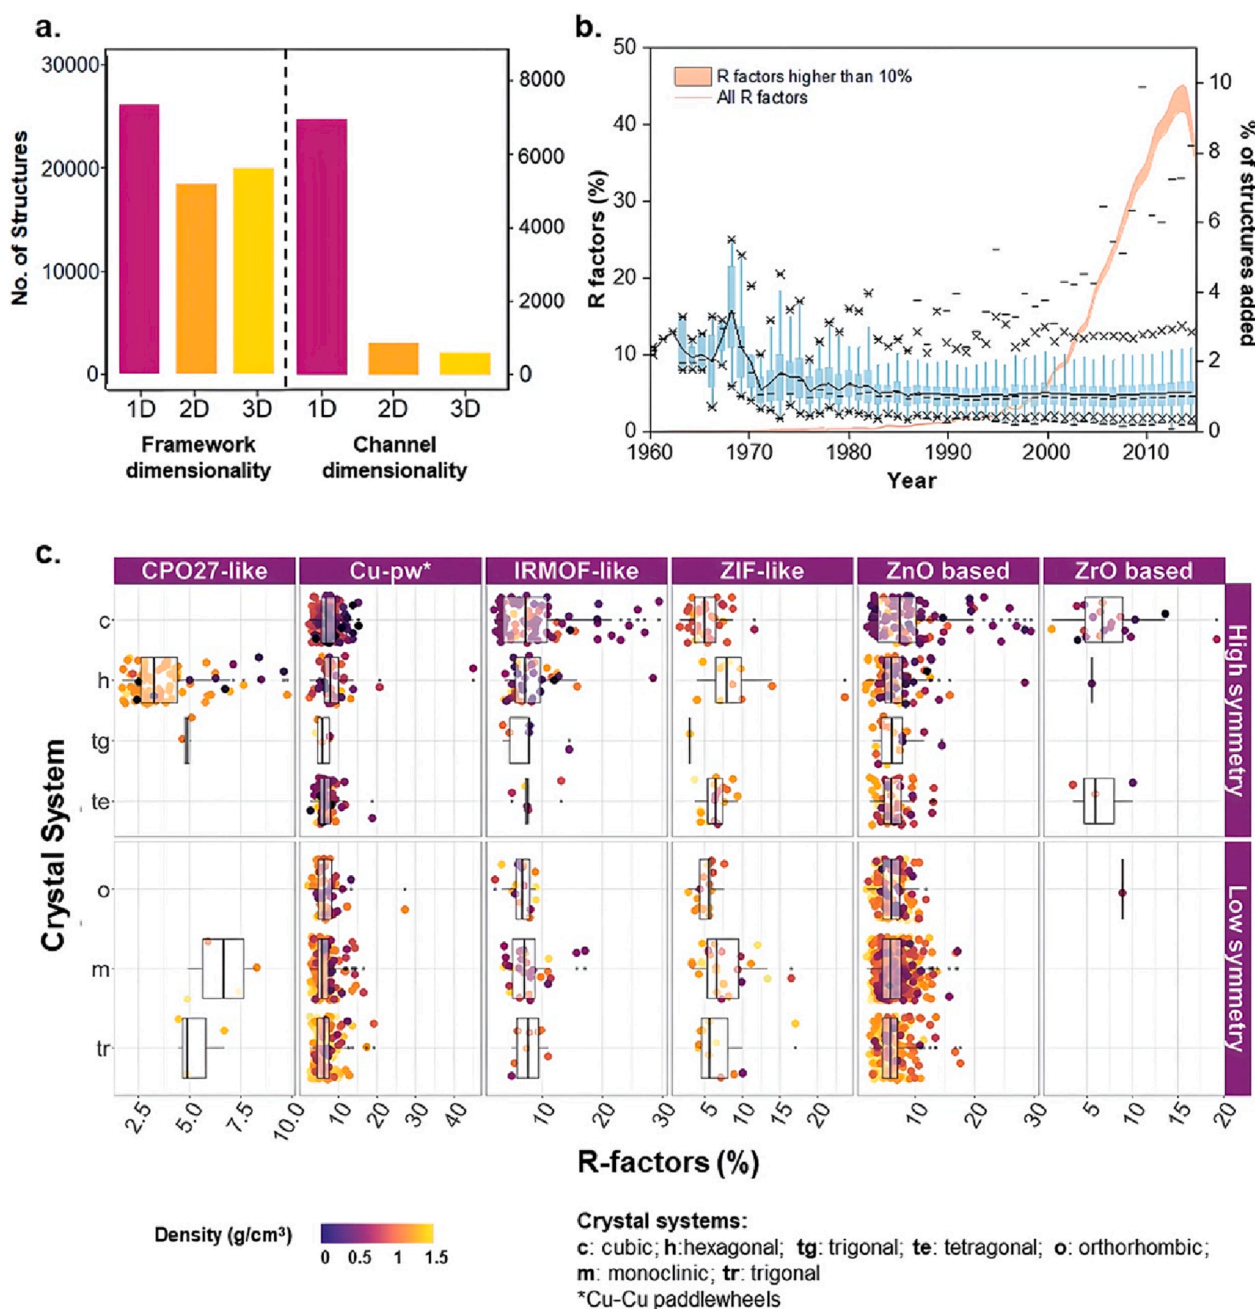 a.
30000
20000
10000
0
8000
6000
4000
2000
0
No. of Structures
1D 2D 3D 1D 2D 3D
Framework dimensionality
Channel dimensionality
b.
50
40
30
20
10
0
R factors (%)
R factors higher than 10%
All R factors
10
8
6
4
2
0
% of structures added
1960 1970 1980 1990 2000 2010
Year
c.
CPO27-like Cu-pw* IRMOF-like ZIF-like ZnO based ZrO based
c
h
tg
te
High symmetry
o
m
tr
Low symmetry
Crystal System
2.5 5.0 7.5 10.0 10 20 30 40 10 20 30 5 10 15 20 10 20 30 5 10 15 20
R-factors (%)
Density (g/cm³)
0 0.5 1 1.5
Crystal systems:
c: cubic; h:hexagonal; tg: trigonal; te: tetragonal; o: orthorhombic;
m: monoclinic; tr: trigonal
*Cu-Cu paddlewheels